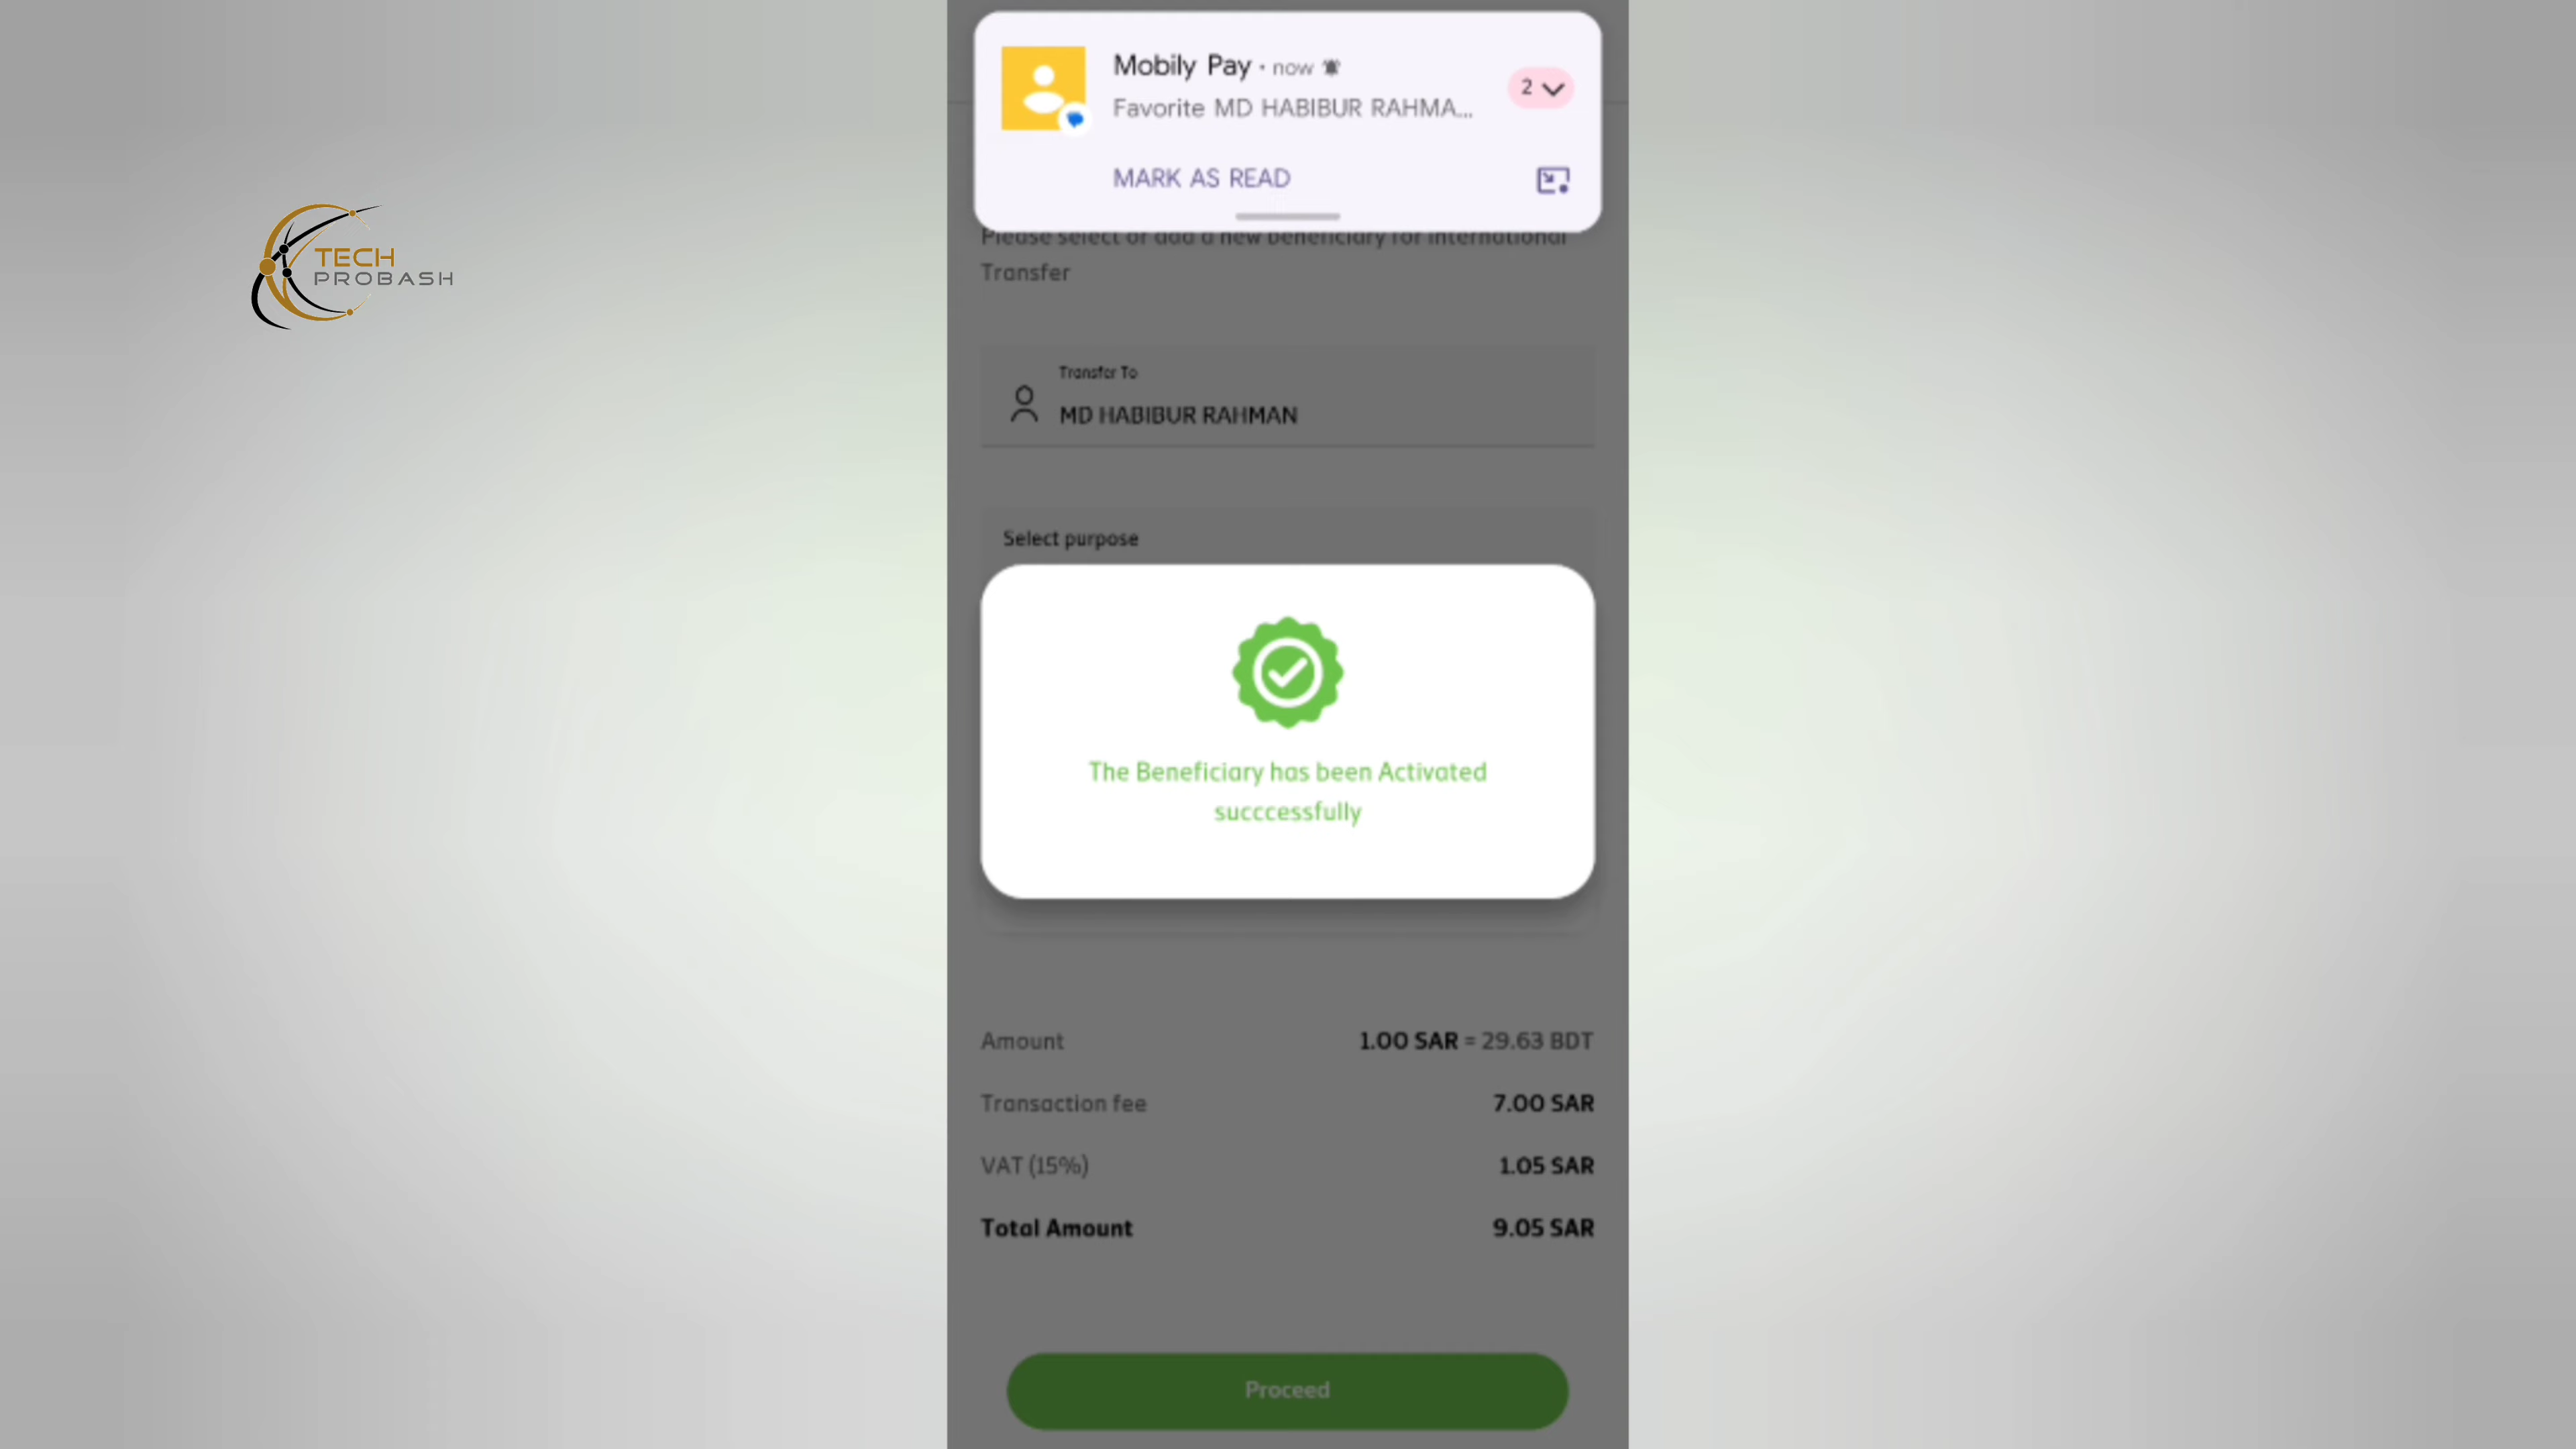 TECH
PROBASH
Mobily Pay • now
Favorite MD HABIBUR RAHMA...
2
MARK AS READ
Please select or add a new beneficiary for international
Transfer
Transfer To
MD HABIBUR RAHMAN
Select purpose
The Beneficiary has been Activated
succcessfully
Amount 1.00 SAR = 29.63 BDT
Transaction fee 7.00 SAR
VAT (15%) 1.05 SAR
Total Amount 9.05 SAR
Proceed